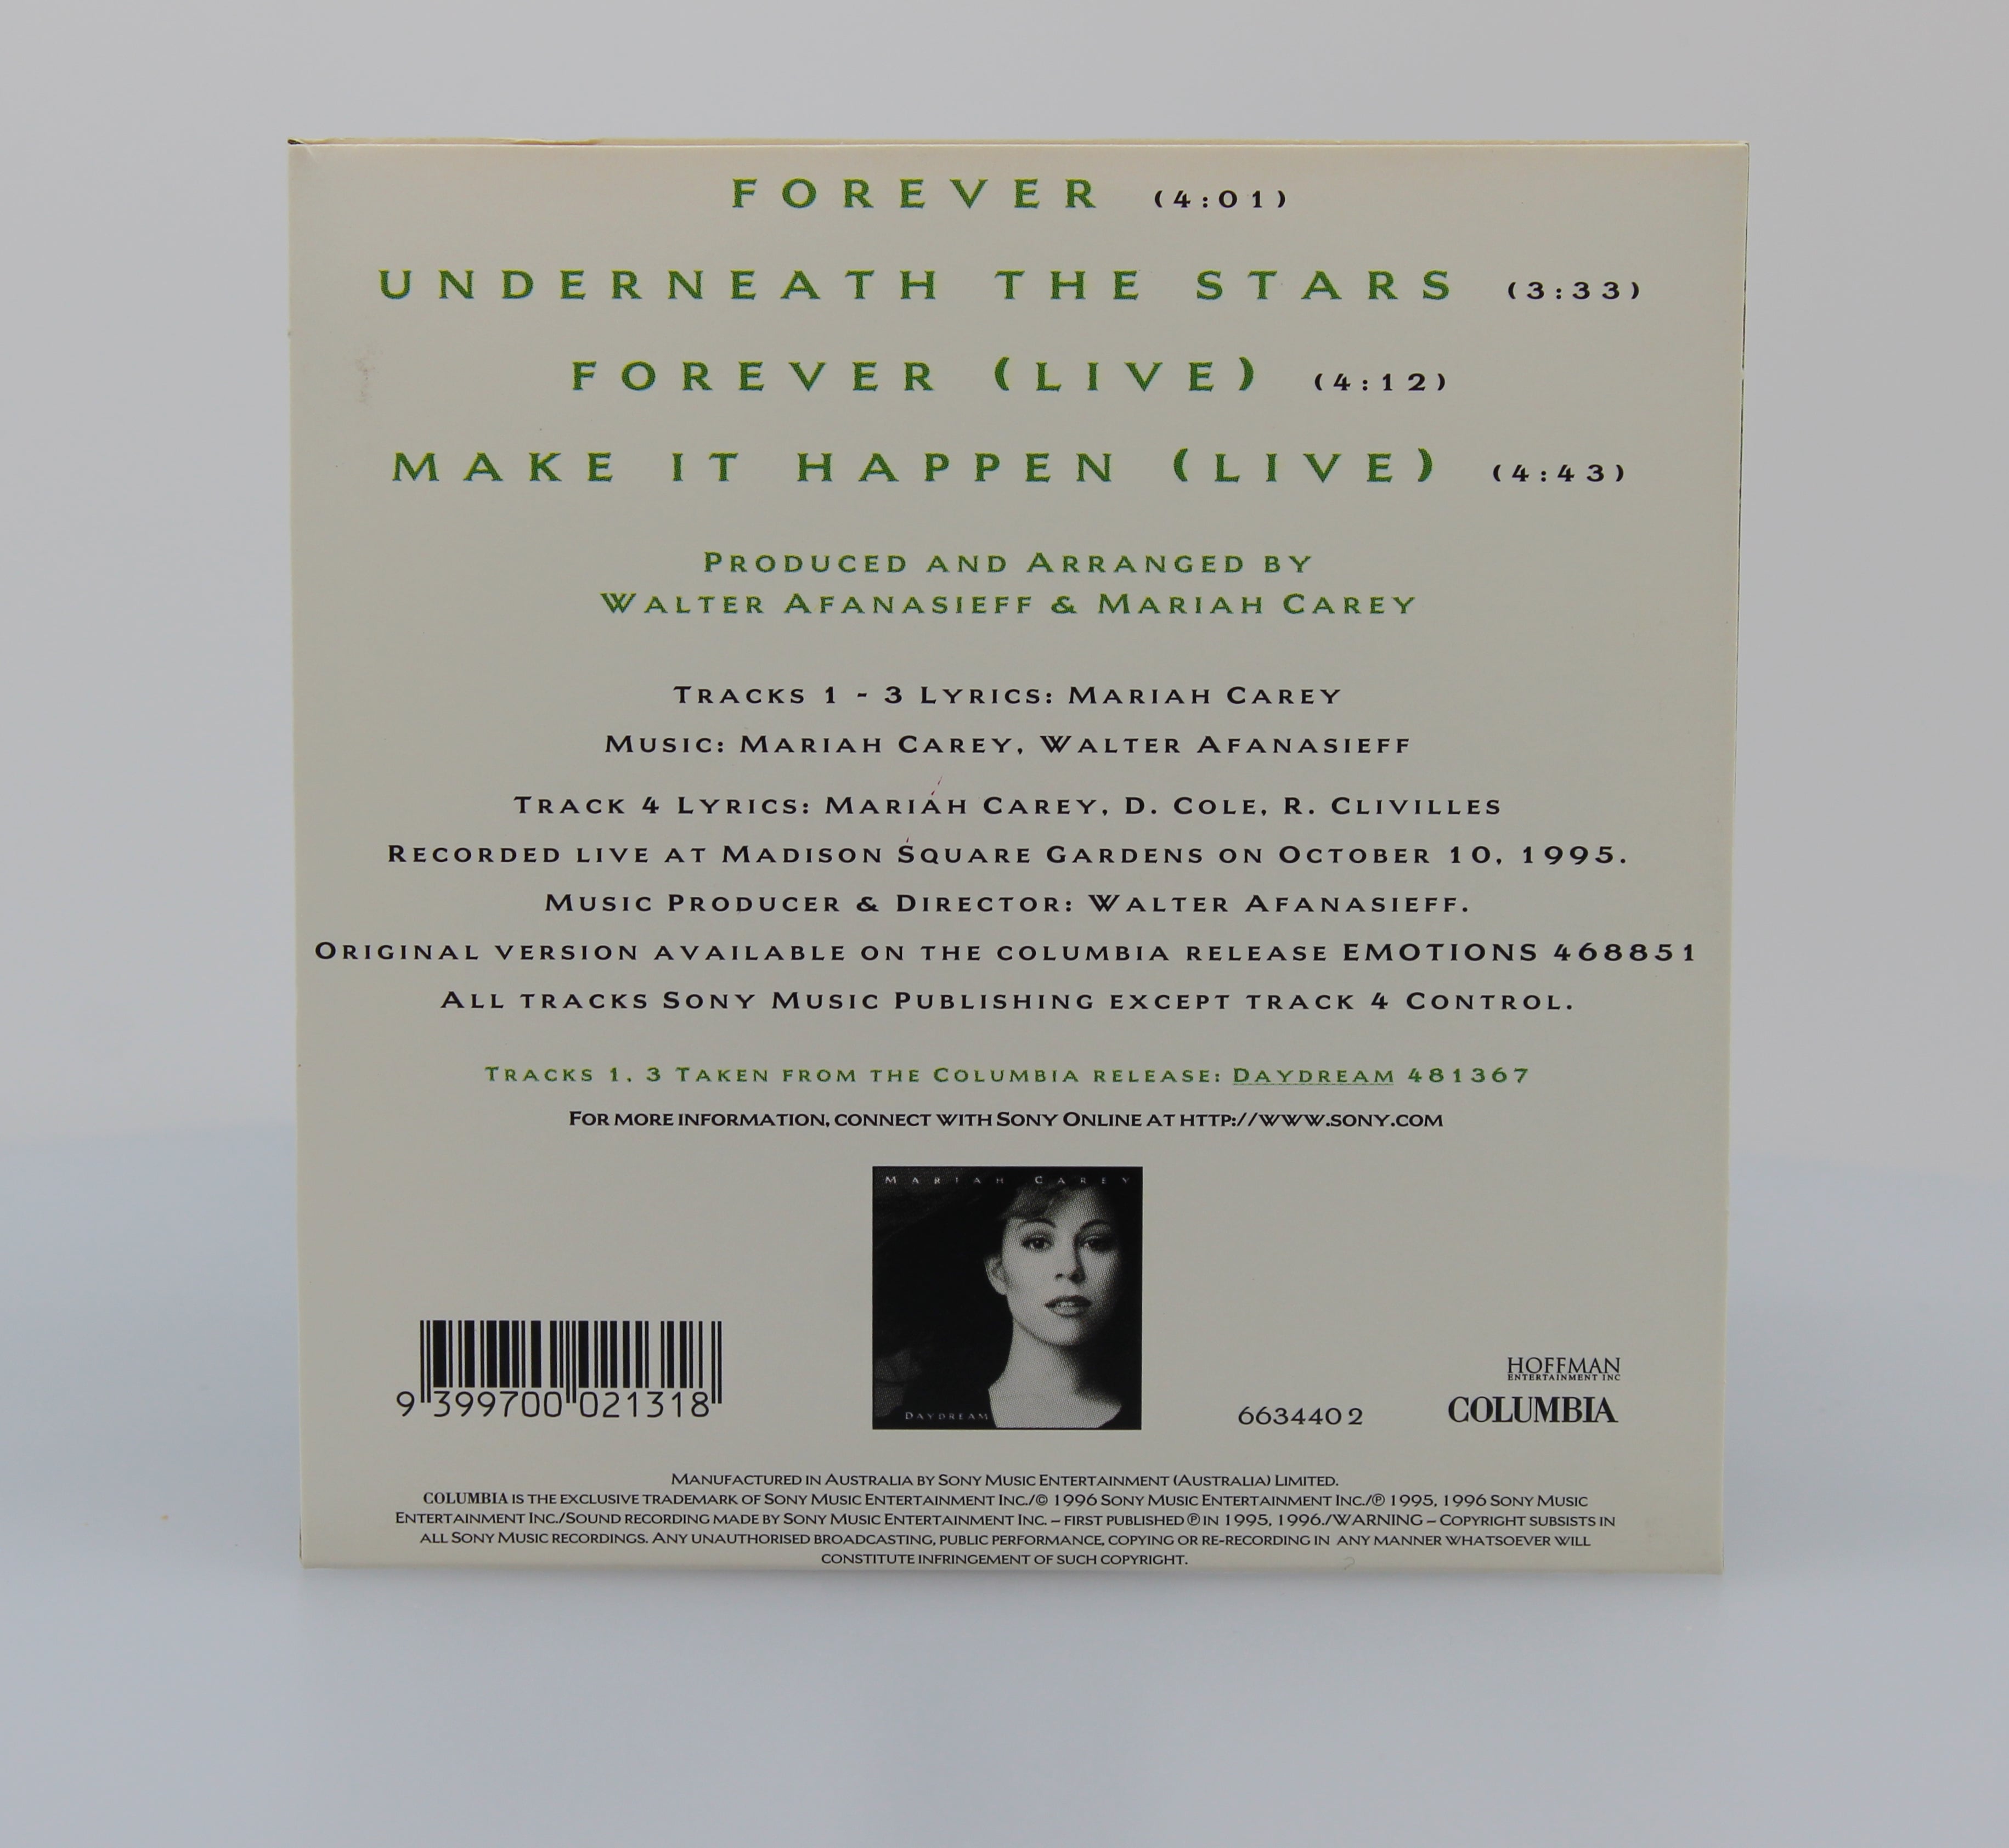 FOREVER (4:01)
UNDERNEATH THE STARS (3:33)
FOREVER (LIVE) (4:12)
MAKE IT HAPPEN (LIVE) (4:43)
PRODUCED AND ARRANGED BY
WALTER AFANASIEFF & MARIAH CAREY
TRACKS 1 - 3 LYRICS: MARIAH CAREY
MUSIC: MARIAH CAREY, WALTER AFANASIEFF
TRACK 4 LYRICS: MARIAH CAREY, D. COLE, R. CLIVILLES
RECORDED LIVE AT MADISON SQUARE GARDENS ON OCTOBER 10, 1995.
MUSIC PRODUCER & DIRECTOR: WALTER AFANASIEFF.
ORIGINAL VERSION AVAILABLE ON THE COLUMBIA RELEASE EMOTIONS 468851
ALL TRACKS SONY MUSIC PUBLISHING EXCEPT TRACK 4 CONTROL.
TRACKS 1, 3 TAKEN FROM THE COLUMBIA RELEASE: DAYDREAM 481367
FOR MORE INFORMATION, CONNECT WITH SONY ONLINE AT HTTP://WWW.SONY.COM
MARIAH CAREY
DAYDREAM
9 399700 021318
663440 2
HOFFMAN
ENTERTAINMENT INC
COLUMBIA
MANUFACTURED IN AUSTRALIA BY SONY MUSIC ENTERTAINMENT (AUSTRALIA) LIMITED.
COLUMBIA IS THE EXCLUSIVE TRADEMARK OF SONY MUSIC ENTERTAINMENT INC./© 1996 SONY MUSIC ENTERTAINMENT INC./℗ 1995, 1996 SONY MUSIC
ENTERTAINMENT INC./SOUND RECORDING MADE BY SONY MUSIC ENTERTAINMENT INC. – FIRST PUBLISHED ℗ IN 1995, 1996./WARNING – COPYRIGHT SUBSISTS IN
ALL SONY MUSIC RECORDINGS. ANY UNAUTHORISED BROADCASTING, PUBLIC PERFORMANCE, COPYING OR RE-RECORDING IN ANY MANNER WHATSOEVER WILL
CONSTITUTE INFRINGEMENT OF SUCH COPYRIGHT.